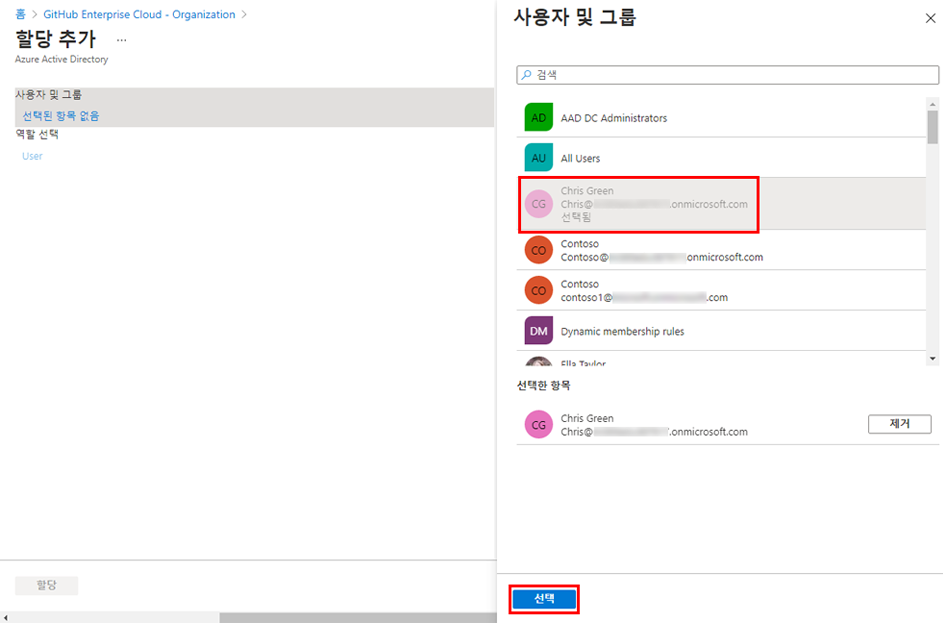 홈 > GitHub Enterprise Cloud - Organization >
할당 추가 ...
Azure Active Directory
사용자 및 그룹
선택된 항목 없음
역할 선택
User
할당
사용자 및 그룹
검색
AD AAD DC Administrators
AU All Users
CG Chris Green
Chris@ .onmicrosoft.com
선택됨
CO Contoso
Contoso@ onmicrosoft.com
CO Contoso
contoso1@ .com
DM Dynamic membership rules
Ella Taylor
선택한 항목
CG Chris Green
Chris@ .onmicrosoft.com
제거
선택